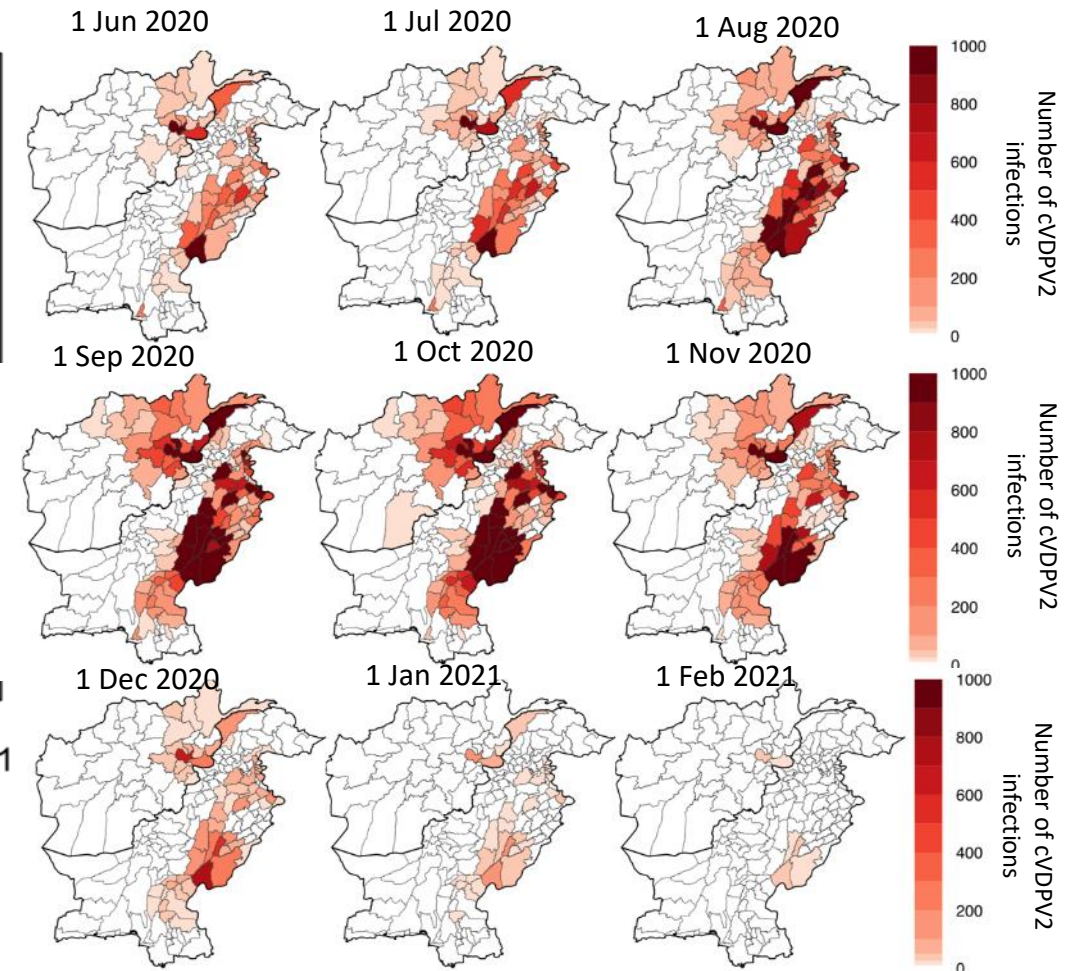 1 Jun 2020
1 Jul 2020
1 Aug 2020
1000
800
600
400
200
0
Number of cVDPV2
infections
1 Sep 2020
1 Oct 2020
1 Nov 2020
1000
800
600
400
200
0
Number of cVDPV2
infections
1 Dec 2020
1 Jan 2021
1 Feb 2021
1000
800
600
400
200
0
Number of cVDPV2
infections
1